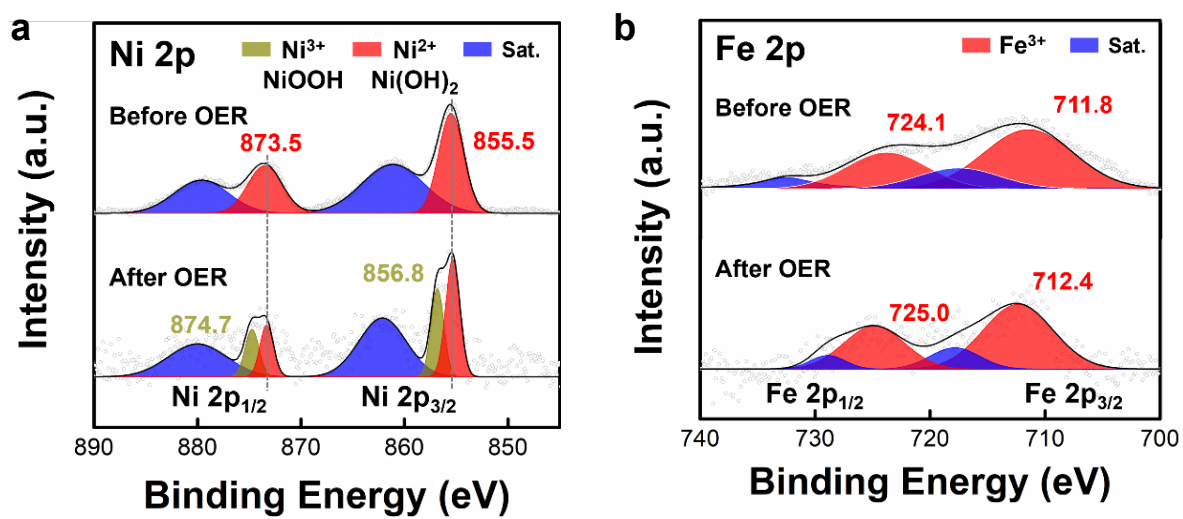 a
Ni 2p
Ni³⁺ Ni²⁺ Sat.
NiOOH Ni(OH)₂
Before OER
873.5
855.5
After OER
856.8
874.7
Ni 2p₁/₂ Ni 2p₃/₂
890 880 870 860 850
Binding Energy (eV)
Intensity (a.u.)
b
Fe 2p
Fe³⁺ Sat.
Before OER
711.8
724.1
After OER
712.4
725.0
Fe 2p₁/₂ Fe 2p₃/₂
740 730 720 710 700
Binding Energy (eV)
Intensity (a.u.)